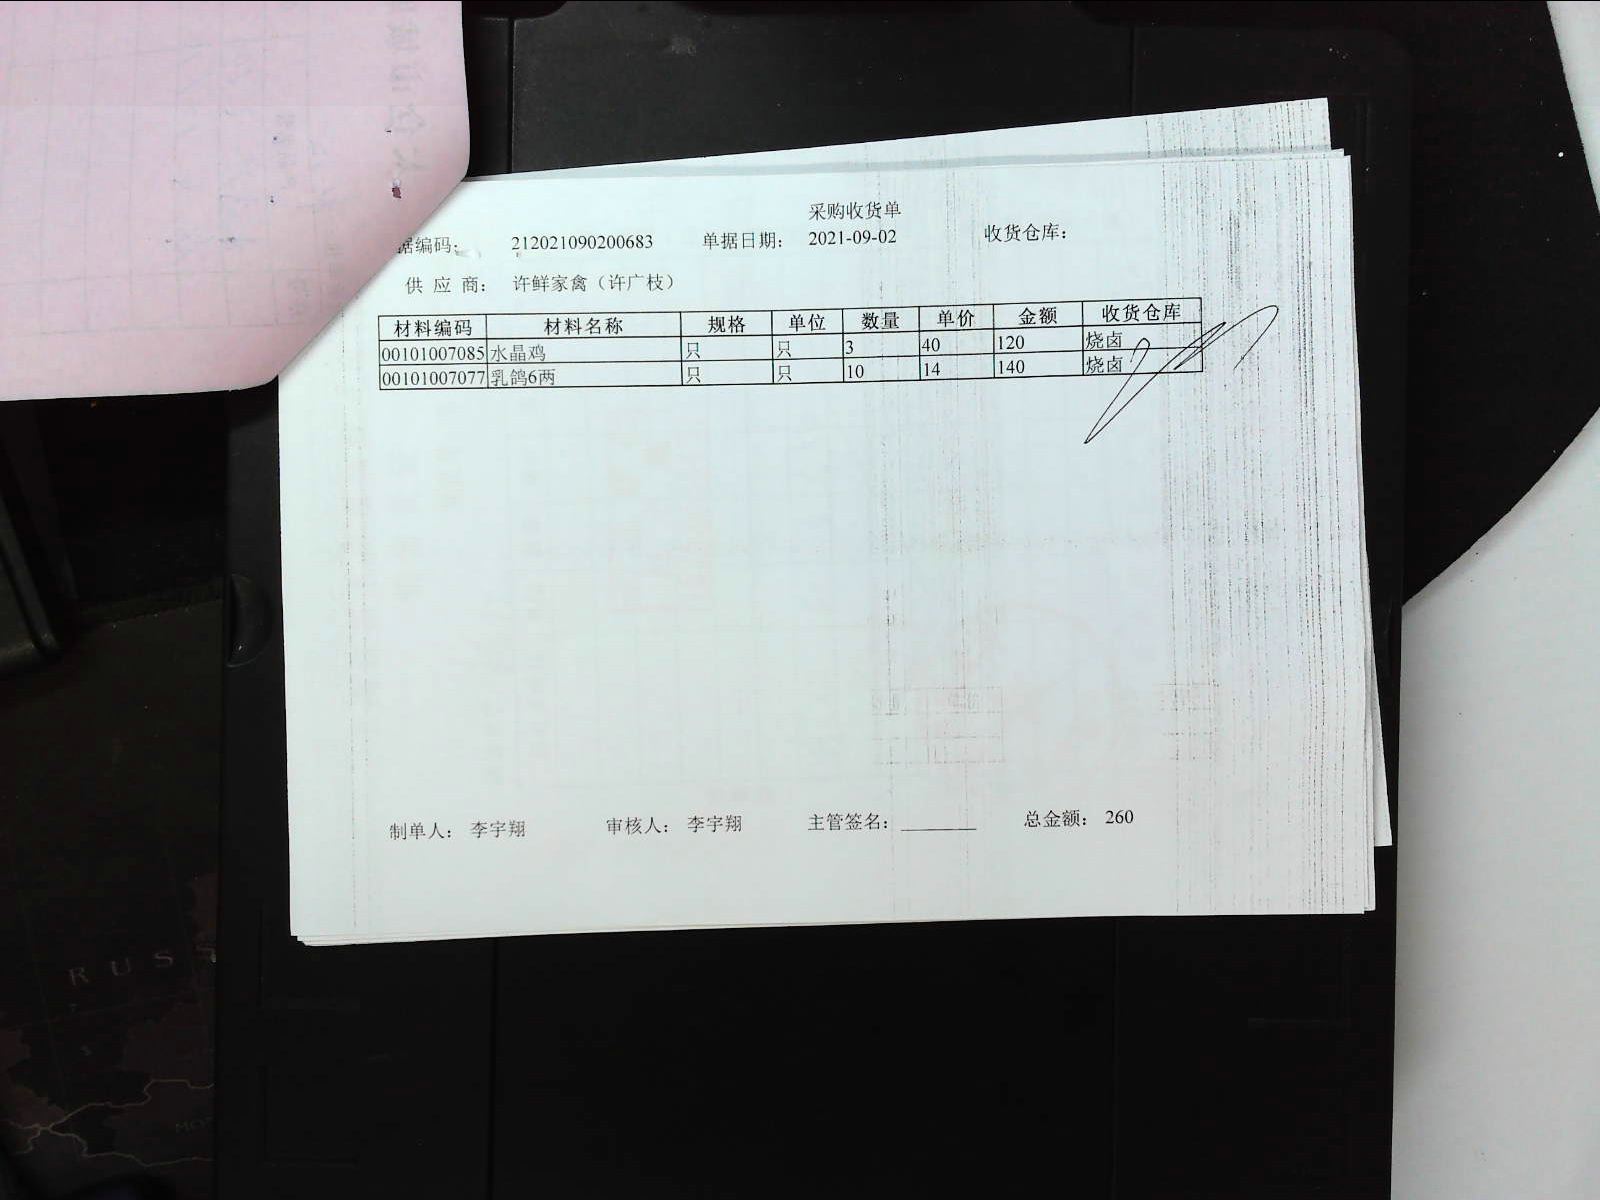 采购收货单
据编码： 212021090200683 单据日期： 2021-09-02 收货仓库：
供 应 商： 许鲜家禽（许广枝）
材料编码 材料名称 规格 单位 数量 单价 金额 收货仓库
00101007085 水晶鸡 只 只 3 40 120 烧卤
00101007077 乳鸽6两 只 只 10 14 140 烧卤
制单人： 李宇翔 审核人： 李宇翔 主管签名： 总金额： 260
RUSS